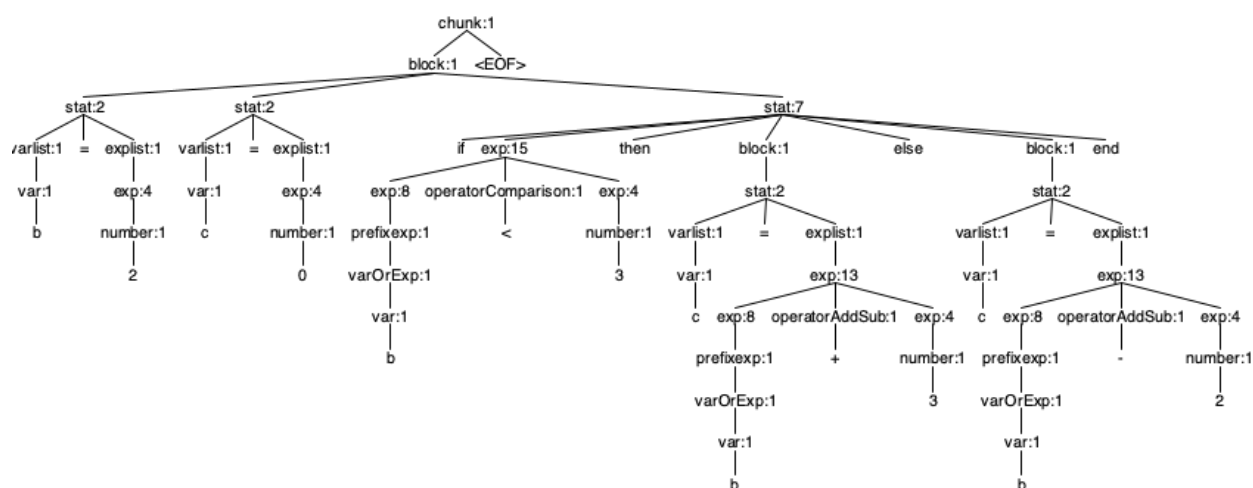 chunk:1
block:1 <EOF>
stat:2 stat:2 stat:7
varlist:1 = explist:1 varlist:1 = explist:1 if exp:15 then block:1 else block:1 end
var:1 exp:4 var:1 exp:4 exp:8 operatorComparison:1 exp:4 stat:2 stat:2
b number:1 c number:1 prefixexp:1 < number:1 varlist:1 = explist:1 varlist:1 = explist:1
2 0 varOrExp:1 3 var:1 exp:13 var:1 exp:13
var:1 c exp:8 operatorAddSub:1 exp:4 c exp:8 operatorAddSub:1 exp:4
b prefixexp:1 + number:1 prefixexp:1 - number:1
varOrExp:1 3 varOrExp:1 2
var:1 var:1
b b